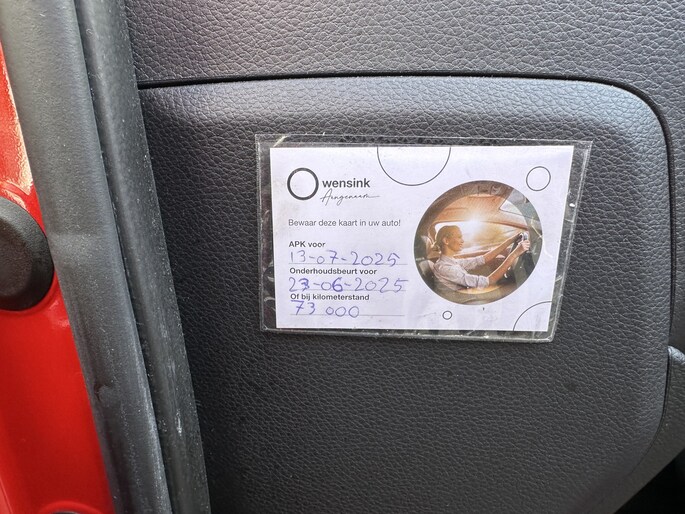 wensink
Aangenaam
Bewaar deze kaart in uw auto!
APK voor
13-07-2025
Onderhoudsbeurt voor
23-06-2025
Of bij kilometerstand
73 000